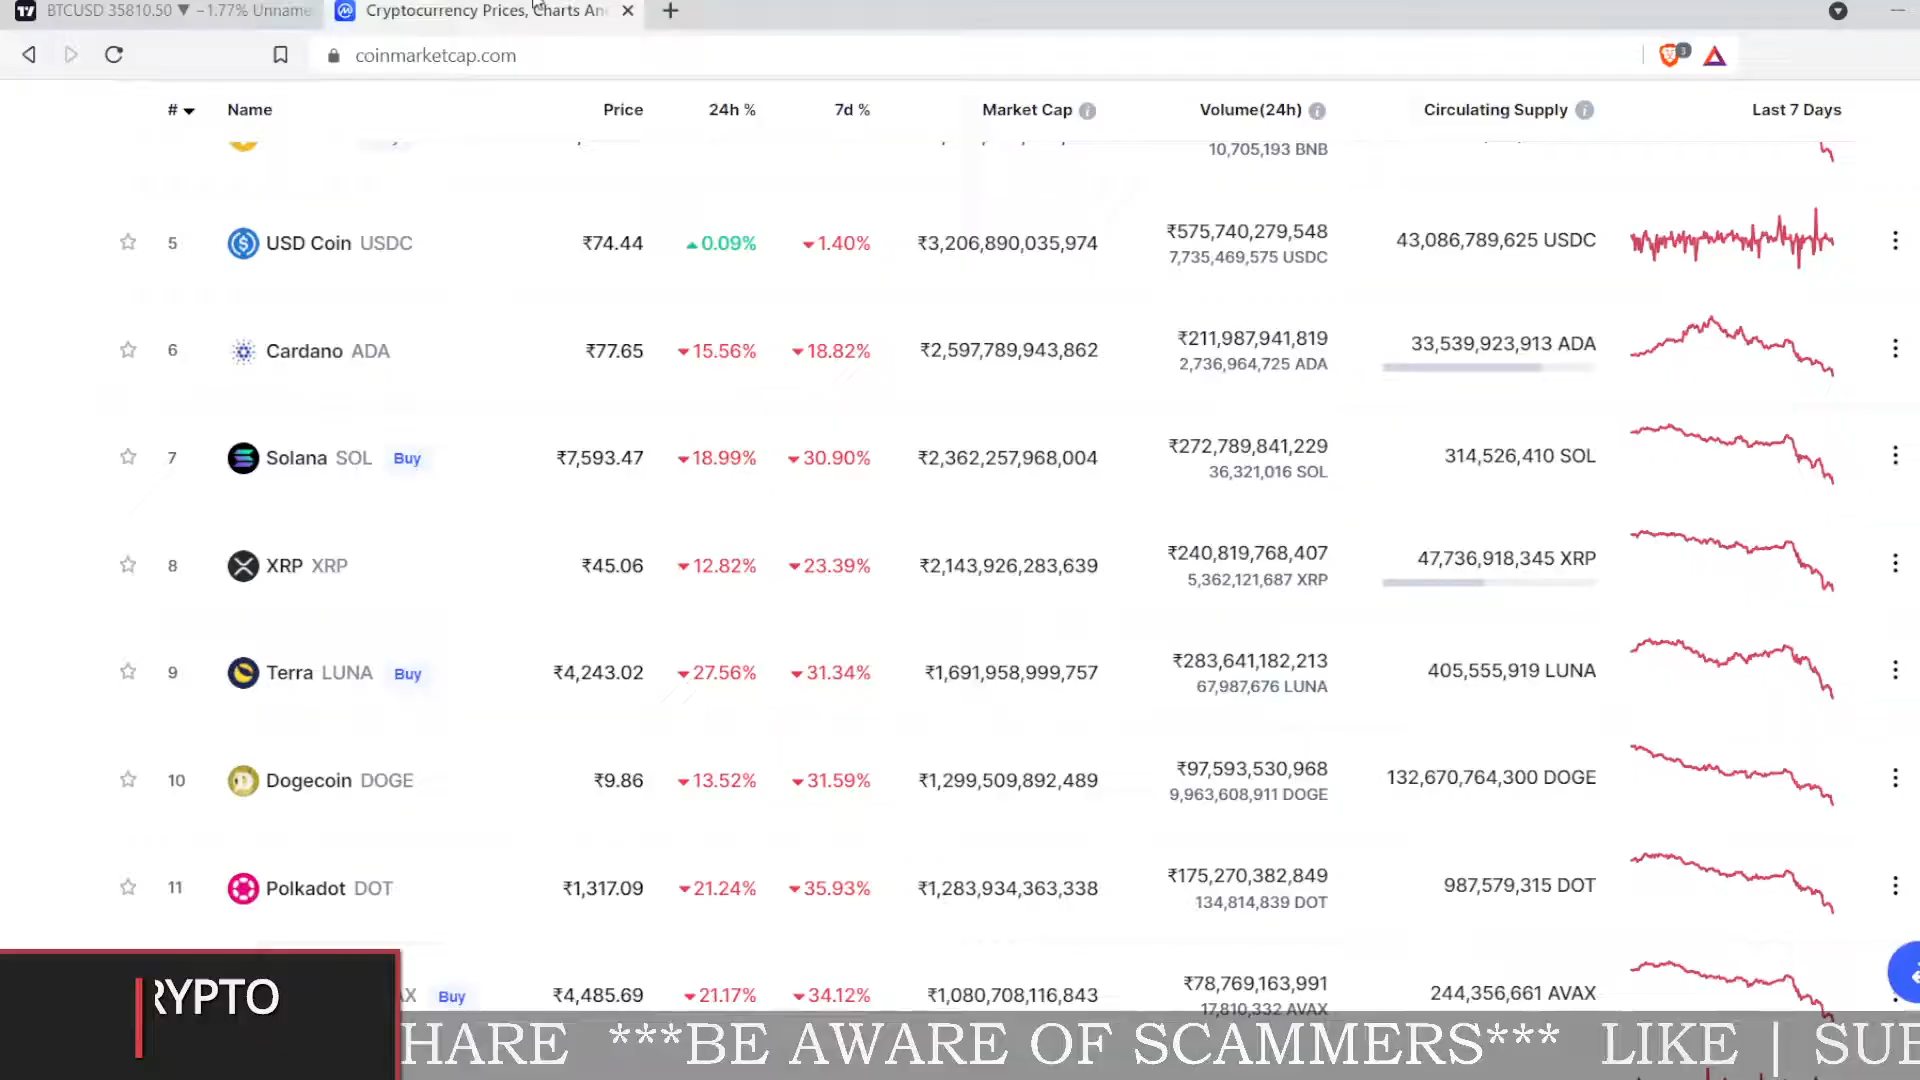 BTCUSD 35810.50 ▼ −1.77% Unname
Cryptocurrency Prices, Charts An
coinmarketcap.com
3
# Name Price 24h % 7d % Market Cap Volume(24h) Circulating Supply Last 7 Days
10,705,193 BNB
5 USD Coin USDC ₹74.44 0.09% 1.40% ₹3,206,890,035,974 ₹575,740,279,548 43,086,789,625 USDC
7,735,469,575 USDC
6 Cardano ADA ₹77.65 15.56% 18.82% ₹2,597,789,943,862 ₹211,987,941,819 33,539,923,913 ADA
2,736,964,725 ADA
7 Solana SOL Buy ₹7,593.47 18.99% 30.90% ₹2,362,257,968,004 ₹272,789,841,229 314,526,410 SOL
36,321,016 SOL
8 XRP XRP ₹45.06 12.82% 23.39% ₹2,143,926,283,639 ₹240,819,768,407 47,736,918,345 XRP
5,362,121,687 XRP
9 Terra LUNA Buy ₹4,243.02 27.56% 31.34% ₹1,691,958,999,757 ₹283,641,182,213 405,555,919 LUNA
67,987,676 LUNA
10 Dogecoin DOGE ₹9.86 13.52% 31.59% ₹1,299,509,892,489 ₹97,593,530,968 132,670,764,300 DOGE
9,963,608,911 DOGE
11 Polkadot DOT ₹1,317.09 21.24% 35.93% ₹1,283,934,363,338 ₹175,270,382,849 987,579,315 DOT
134,814,839 DOT
AX Buy ₹4,485.69 21.17% 34.12% ₹1,080,708,116,843 ₹78,769,163,991 244,356,661 AVAX
17,810,332 AVAX
RYPTO
HARE ***BE AWARE OF SCAMMERS*** LIKE | SUB